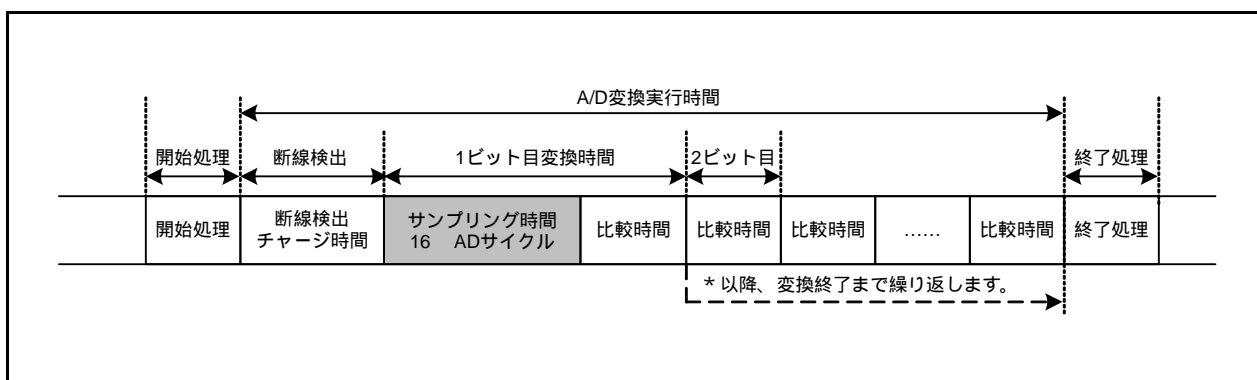 A/D変換実行時間
開始処理
断線検出
1ビット目変換時間
2ビット目
終了処理
開始処理
断線検出
チャージ時間
サンプリング時間
16 ADサイクル
比較時間
比較時間
比較時間
……
比較時間
終了処理
*以降、変換終了まで繰り返します。